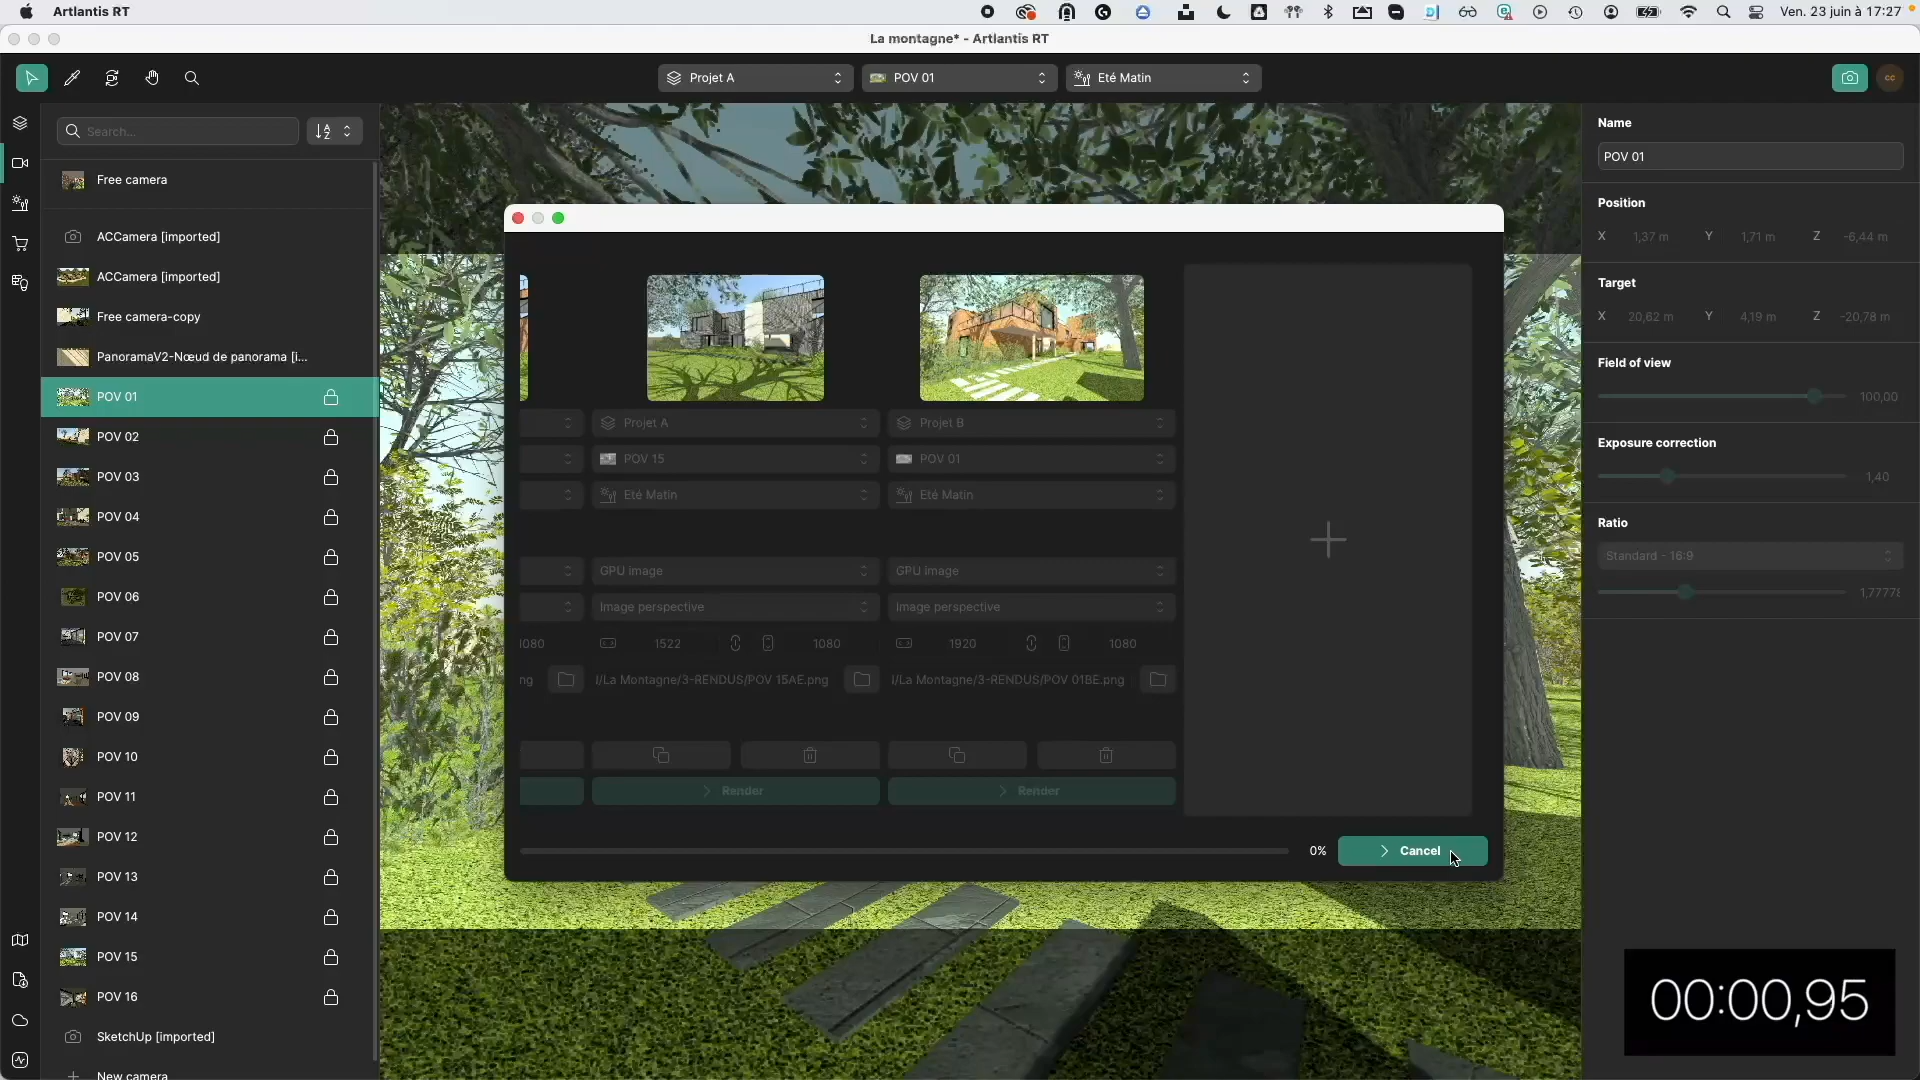 Artlantis RT
Ven. 23 juin à 17:27
La montagne* - Artlantis RT
Projet A
POV 01
Eté Matin
cc
Search...
Free camera
ACCamera [imported]
ACCamera [imported]
Free camera-copy
PanoramaV2-Nœud de panorama [i...
POV 01
POV 02
POV 03
POV 04
POV 05
POV 06
POV 07
POV 08
POV 09
POV 10
POV 11
POV 12
POV 13
POV 14
POV 15
POV 16
SketchUp [imported]
New camera
Projet A
Projet B
POV 15
POV 01
Eté Matin
Eté Matin
GPU image
GPU image
Image perspective
Image perspective
1080
1522
1080
1920
1080
ng
l/La Montagne/3-RENDUS/POV 15AE.png
l/La Montagne/3-RENDUS/POV 01BE.png
Render
Render
0%
Cancel
Name
POV 01
Position
X 1,37 m Y 1,71 m Z -6,44 m
Target
X 20,62 m Y 4,19 m Z -20,78 m
Field of view
100,00
Exposure correction
1,40
Ratio
Standard - 16:9
1,77778
00:00,95